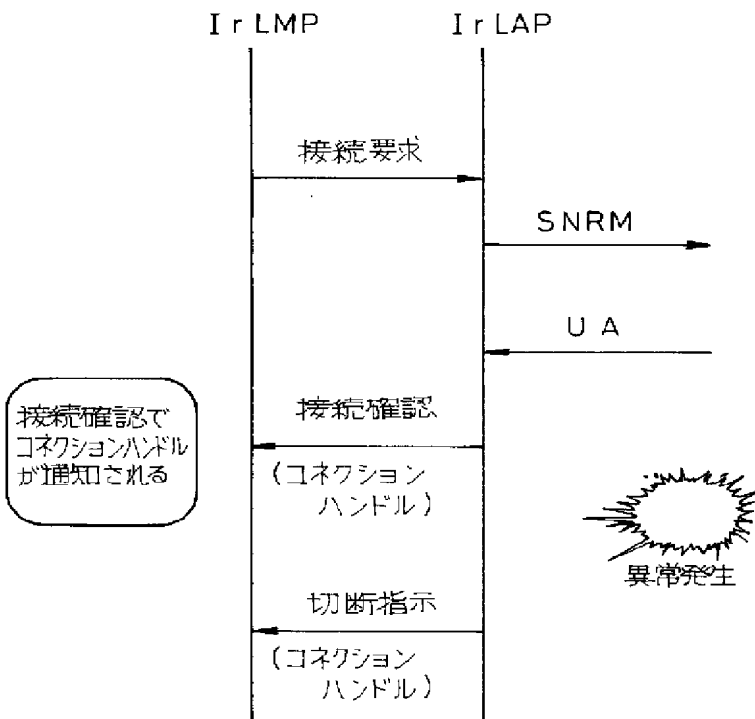 IrLMP
IrLAP
接続要求
SNRM
UA
接続確認で
コネクションハンドル
が通知される
接続確認
(コネクション
ハンドル)
異常発生
切断指示
(コネクション
ハンドル)